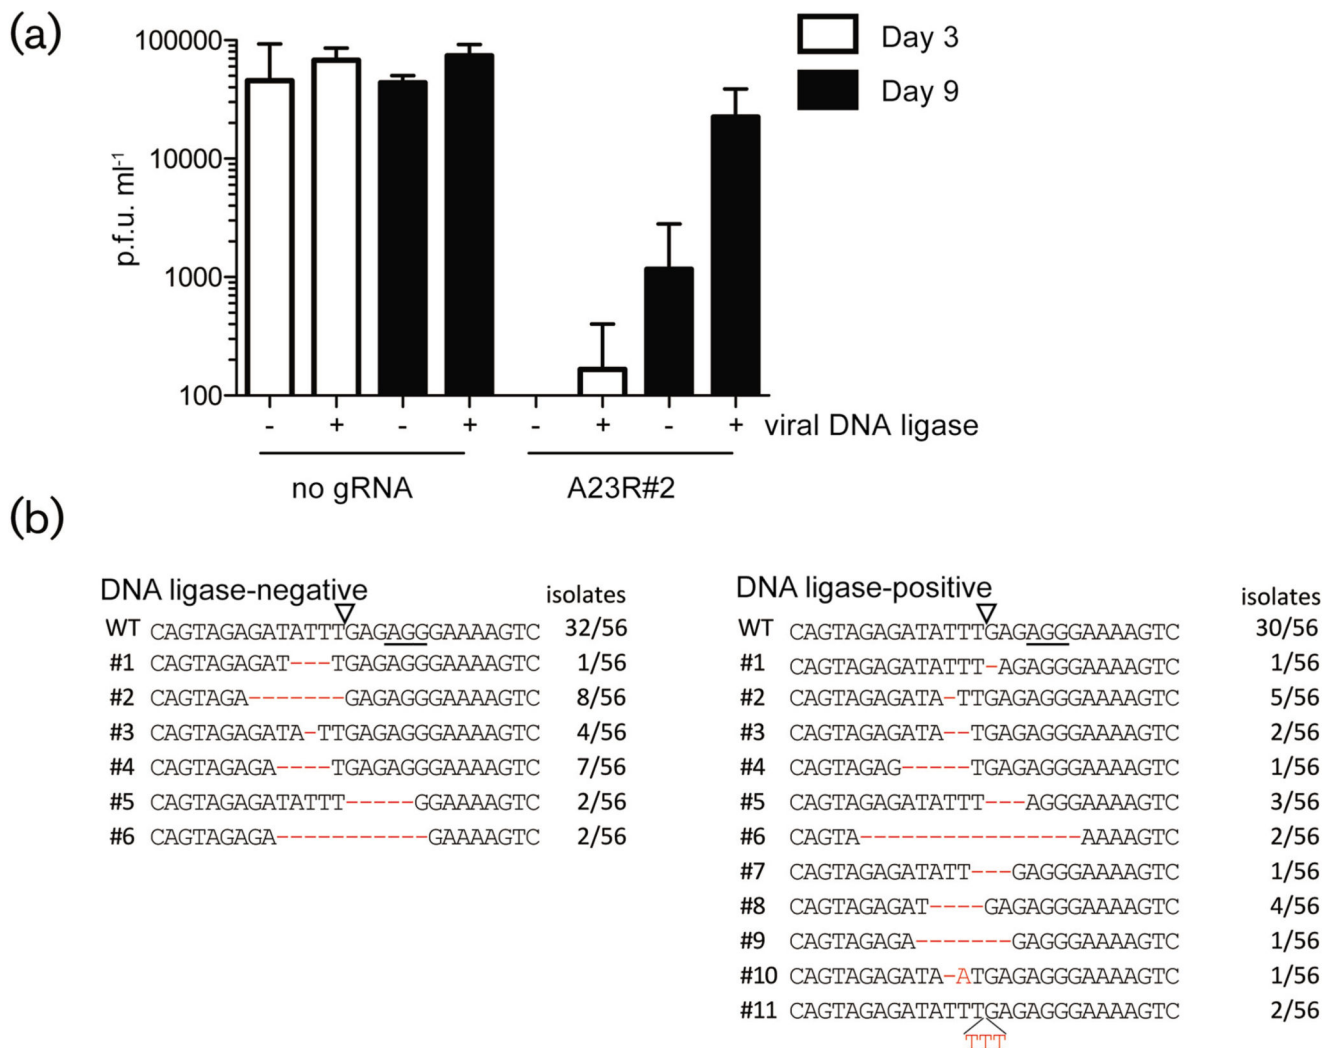 (a)
100000
10000
1000
100
p.f.u. ml⁻¹
Day 3
Day 9
- + - + - + - + viral DNA ligase
no gRNA A23R#2
(b)
DNA ligase-negative isolates
WT CAGTAGAGATATTTGAGAGGGAAAAGTC 32/56
#1 CAGTAGAGAT---TGAGAGGGAAAAGTC 1/56
#2 CAGTAGA-------GAGAGGGAAAAGTC 8/56
#3 CAGTAGAGATA-TTGAGAGGGAAAAGTC 4/56
#4 CAGTAGAGA----TGAGAGGGAAAAGTC 7/56
#5 CAGTAGAGATATTT-----GGAAAAGTC 2/56
#6 CAGTAGAGA-----------GAAAAGTC 2/56
DNA ligase-positive isolates
WT CAGTAGAGATATTTGAGAGGGAAAAGTC 30/56
#1 CAGTAGAGATATTT-AGAGGGAAAAGTC 1/56
#2 CAGTAGAGATA-TTGAGAGGGAAAAGTC 5/56
#3 CAGTAGAGATA--TGAGAGGGAAAAGTC 2/56
#4 CAGTAGAG-----TGAGAGGGAAAAGTC 1/56
#5 CAGTAGAGATATTT---AGGGAAAAGTC 3/56
#6 CAGTA----------------AAAAGTC 2/56
#7 CAGTAGAGATATT---GAGGGAAAAGTC 1/56
#8 CAGTAGAGAT----GAGAGGGAAAAGTC 4/56
#9 CAGTAGAGA-------GAGGGAAAAGTC 1/56
#10 CAGTAGAGATA-ATGAGAGGGAAAAGTC 1/56
#11 CAGTAGAGATATTTGAGAGGGAAAAGTC 2/56
TTT